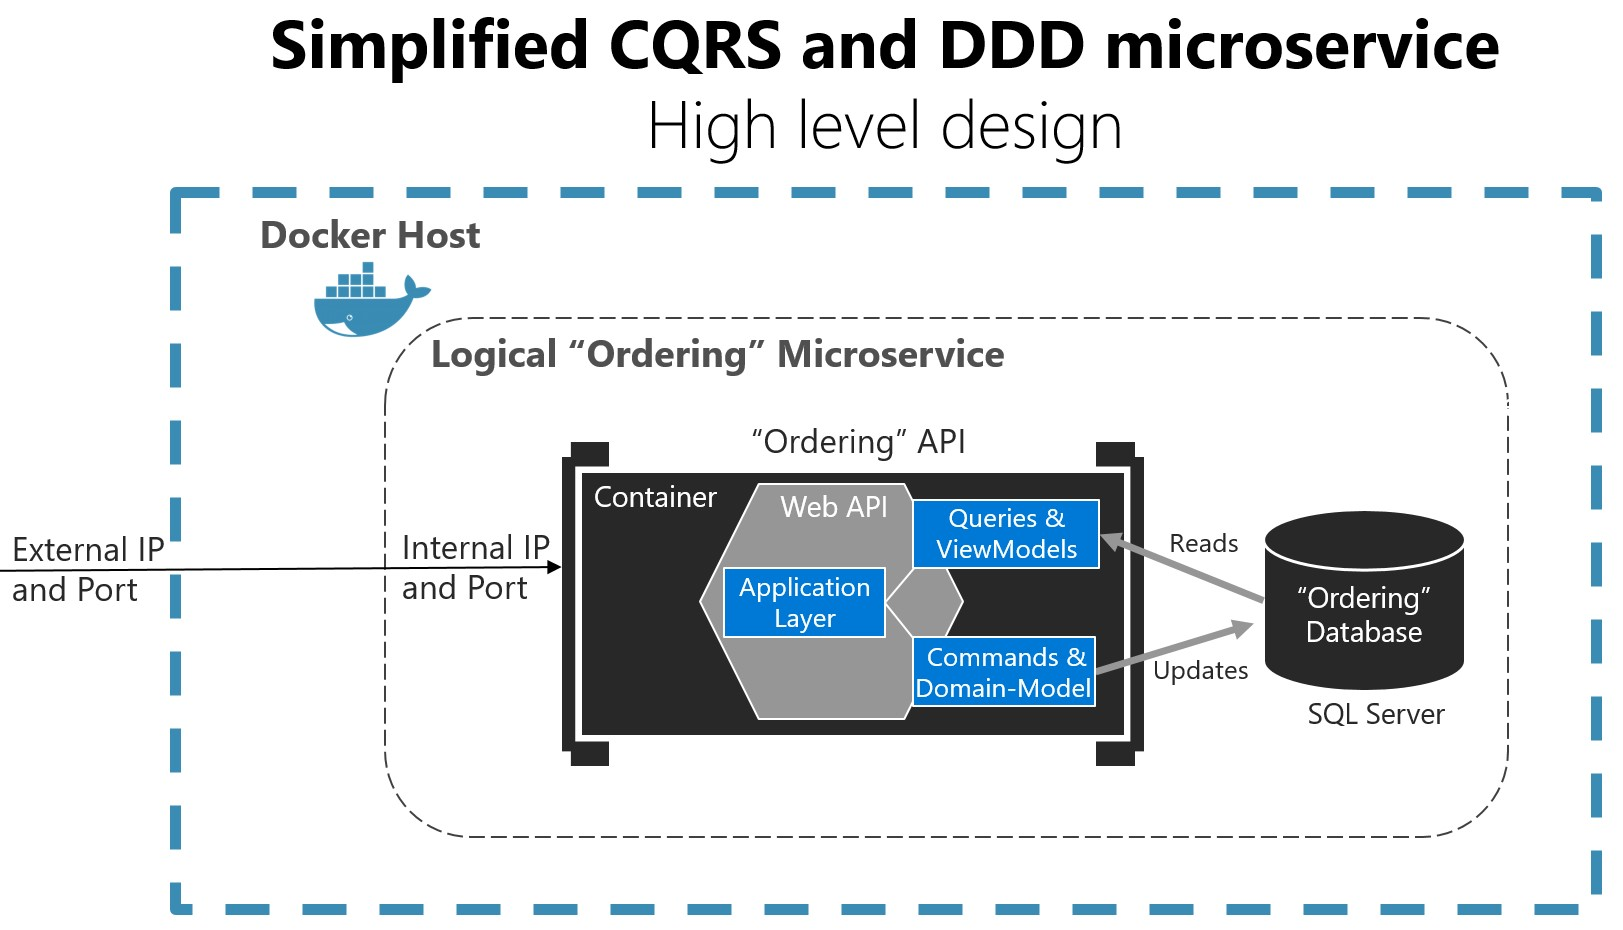 Simplified CQRS and DDD microservice
High level design
Docker Host
Logical “Ordering” Microservice
“Ordering” API
Container
Web API
Queries &
ViewModels
Reads
External IP
and Port
Internal IP
and Port
Application
Layer
“Ordering”
Database
Commands &
Domain-Model
Updates
SQL Server